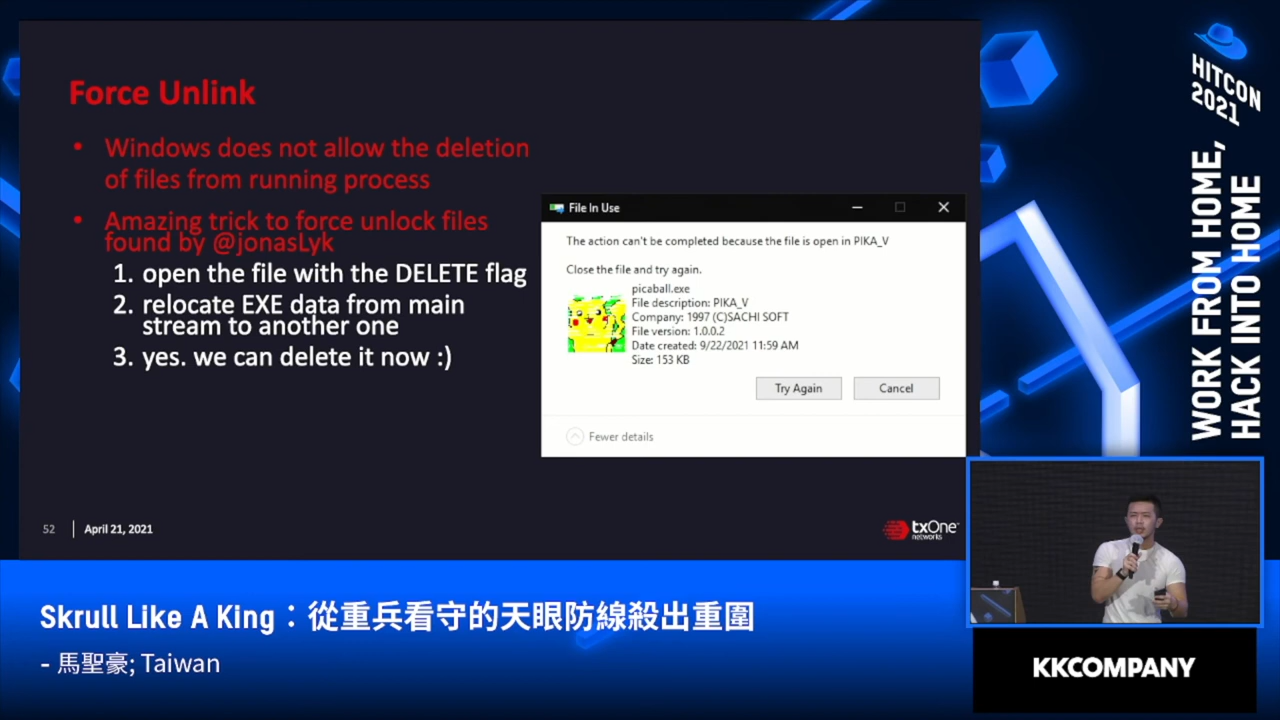 Force Unlink
• Windows does not allow the deletion
of files from running process
• Amazing trick to force unlock files
found by @jonasLyk
1. open the file with the DELETE flag
2. relocate EXE data from main
stream to another one
3. yes. we can delete it now :)
File In Use
The action can't be completed because the file is open in PIKA_V
Close the file and try again.
picaball.exe
File description: PIKA_V
Company: 1997 (C)SACHI SOFT
File version: 1.0.0.2
Date created: 9/22/2021 11:59 AM
Size: 153 KB
Try Again
Cancel
Fewer details
52
April 21, 2021
txOne
networks
HITCON
2021
WORK FROM HOME,
HACK INTO HOME
Skrull Like A King：從重兵看守的天眼防線殺出重圍
- 馬聖豪; Taiwan
KKCOMPANY